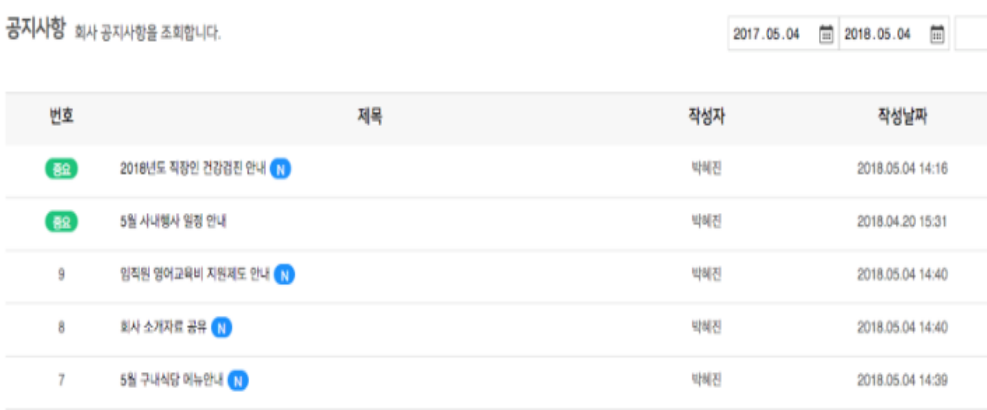 공지사항 회사 공지사항을 조회합니다. 2017.05.04 2018.05.04
번호 제목 작성자 작성날짜
중요 2018년도 직장인 건강검진 안내 N 박혜진 2018.05.04 14:16
중요 5월 사내행사 일정 안내 박혜진 2018.04.20 15:31
9 임직원 영어교육비 지원제도 안내 N 박혜진 2018.05.04 14:40
8 회사 소개자료 공유 N 박혜진 2018.05.04 14:40
7 5월 구내식당 메뉴안내 N 박혜진 2018.05.04 14:39